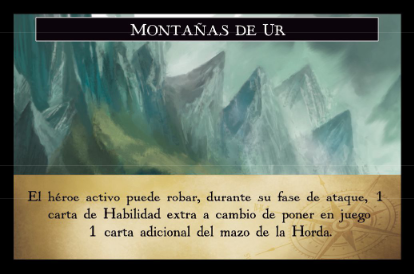 Montañas de Ur
El héroe activo puede robar, durante su fase de ataque, 1
carta de Habilidad extra a cambio de poner en juego
1 carta adicional del mazo de la Horda.